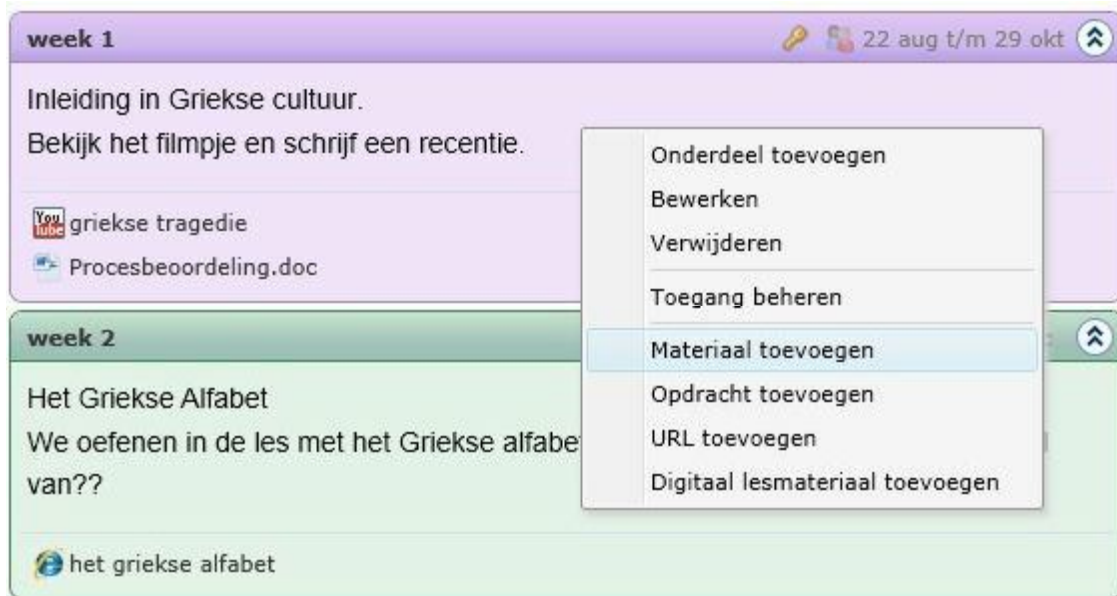 week 1
22 aug t/m 29 okt
Inleiding in Griekse cultuur.
Bekijk het filmpje en schrijf een recentie.
You Tube griekse tragedie
Procesbeoordeling.doc
Onderdeel toevoegen
Bewerken
Verwijderen
Toegang beheren
Materiaal toevoegen
Opdracht toevoegen
URL toevoegen
Digitaal lesmateriaal toevoegen
week 2
Het Griekse Alfabet
We oefenen in de les met het Griekse alfabe
van??
het griekse alfabet